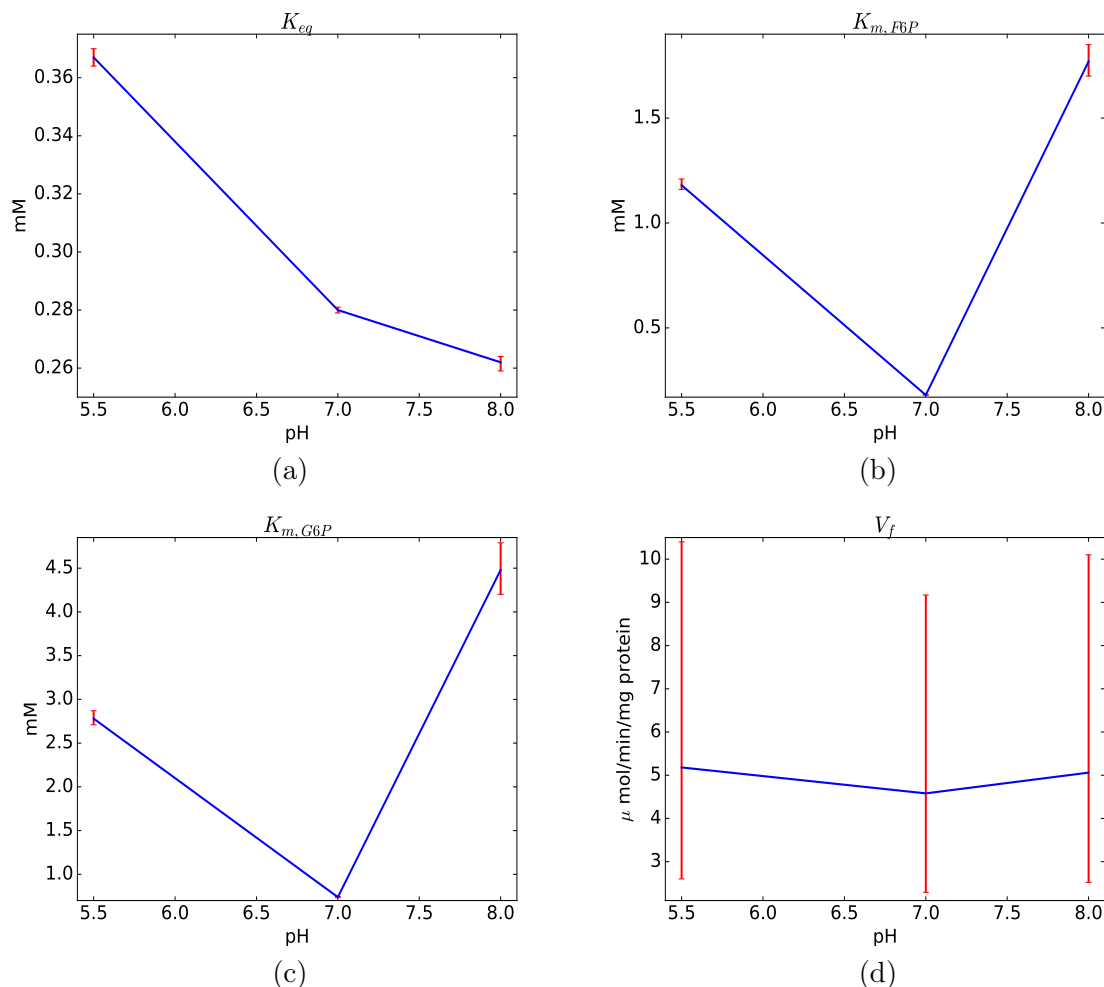 K_{eq}
0.36
0.34
0.32
0.30
0.28
0.26
mM
5.5 6.0 6.5 7.0 7.5 8.0
pH
(a)
K_{m,F6P}
1.5
1.0
0.5
mM
5.5 6.0 6.5 7.0 7.5 8.0
pH
(b)
K_{m,G6P}
4.5
4.0
3.5
3.0
2.5
2.0
1.5
1.0
mM
5.5 6.0 6.5 7.0 7.5 8.0
pH
(c)
V_f
10
9
8
7
6
5
4
3
μ mol/min/mg protein
5.5 6.0 6.5 7.0 7.5 8.0
pH
(d)